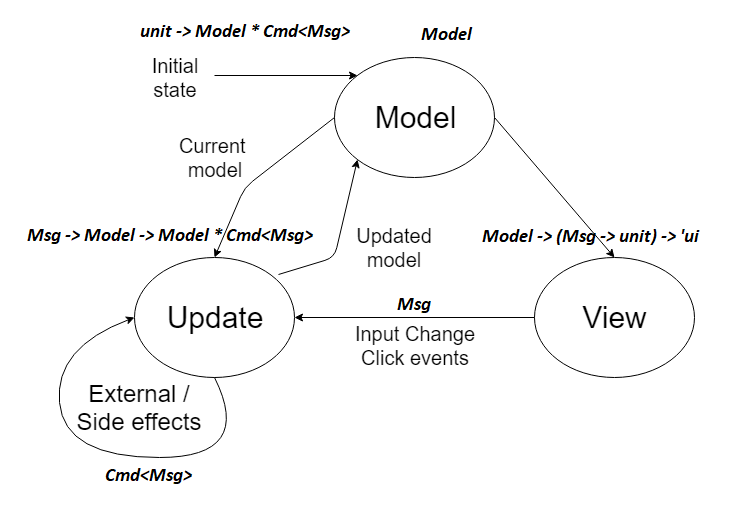 unit -> Model * Cmd<Msg>
Model
Initial
state
Model
Current
model
Msg -> Model -> Model * Cmd<Msg>
Updated
model
Model -> (Msg -> unit) -> 'ui
Update
Msg
Input Change
Click events
View
External /
Side effects
Cmd<Msg>